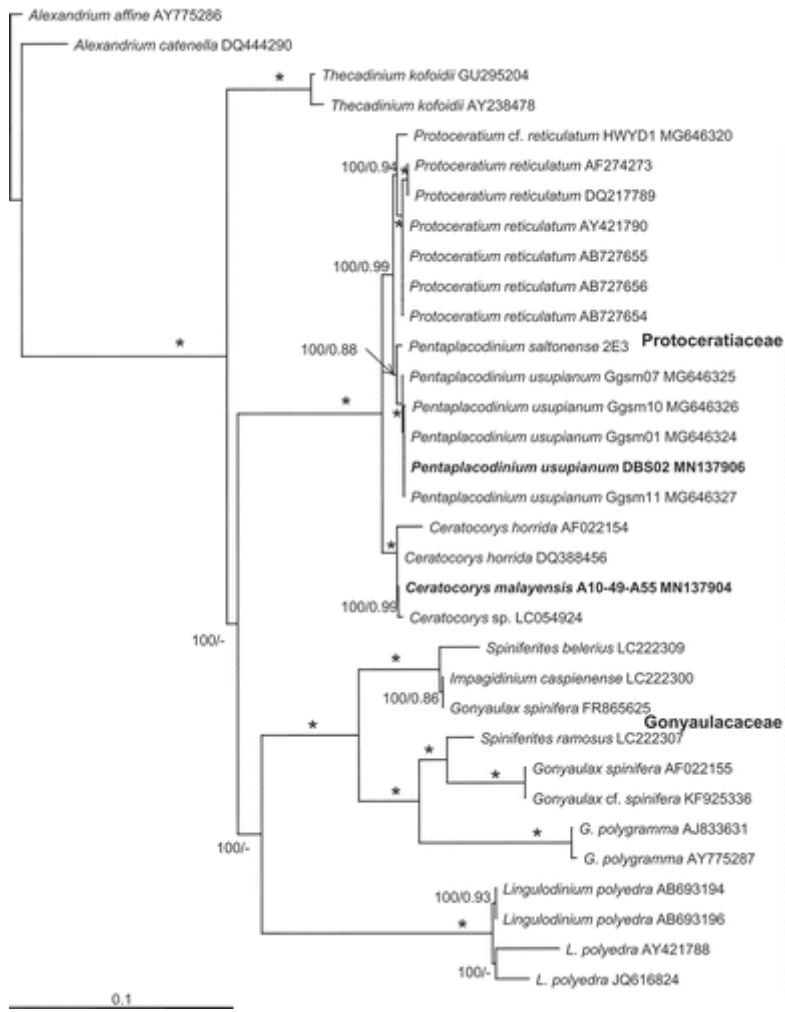 Alexandrium affine AY775286
Alexandrium catenella DQ444290
*
Thecadinium kofoidii GU295204
Thecadinium kofoidii AY238478
Protoceratium cf. reticulatum HWYD1 MG646320
100/0.94
*
Protoceratium reticulatum AF274273
Protoceratium reticulatum DQ217789
*
Protoceratium reticulatum AY421790
Protoceratium reticulatum AB727655
100/0.99
Protoceratium reticulatum AB727656
Protoceratium reticulatum AB727654
*
Pentaplacodinium saltonense 2E3
Protoceratiaceae
100/0.88
Pentaplacodinium usupianum Ggsm07 MG646325
*
*
Pentaplacodinium usupianum Ggsm10 MG646326
Pentaplacodinium usupianum Ggsm01 MG646324
Pentaplacodinium usupianum DBS02 MN137906
Pentaplacodinium usupianum Ggsm11 MG646327
Ceratocorys horrida AF022154
*
Ceratocorys horrida DQ388456
Ceratocorys malayensis A10-49-A55 MN137904
100/0.99
Ceratocorys sp. LC054924
100/-
Spiniferites belerius LC222309
*
Impagidinium caspienense LC222300
100/0.86
Gonyaulax spinifera FR865625
Gonyaulacaceae
*
*
Spiniferites ramosus LC222307
*
Gonyaulax spinifera AF022155
*
Gonyaulax cf. spinifera KF925336
*
G. polygramma AJ833631
100/-
G. polygramma AY775287
100/0.93
Lingulodinium polyedra AB693194
*
Lingulodinium polyedra AB693196
L. polyedra AY421788
100/-
L. polyedra JQ616824
0.1